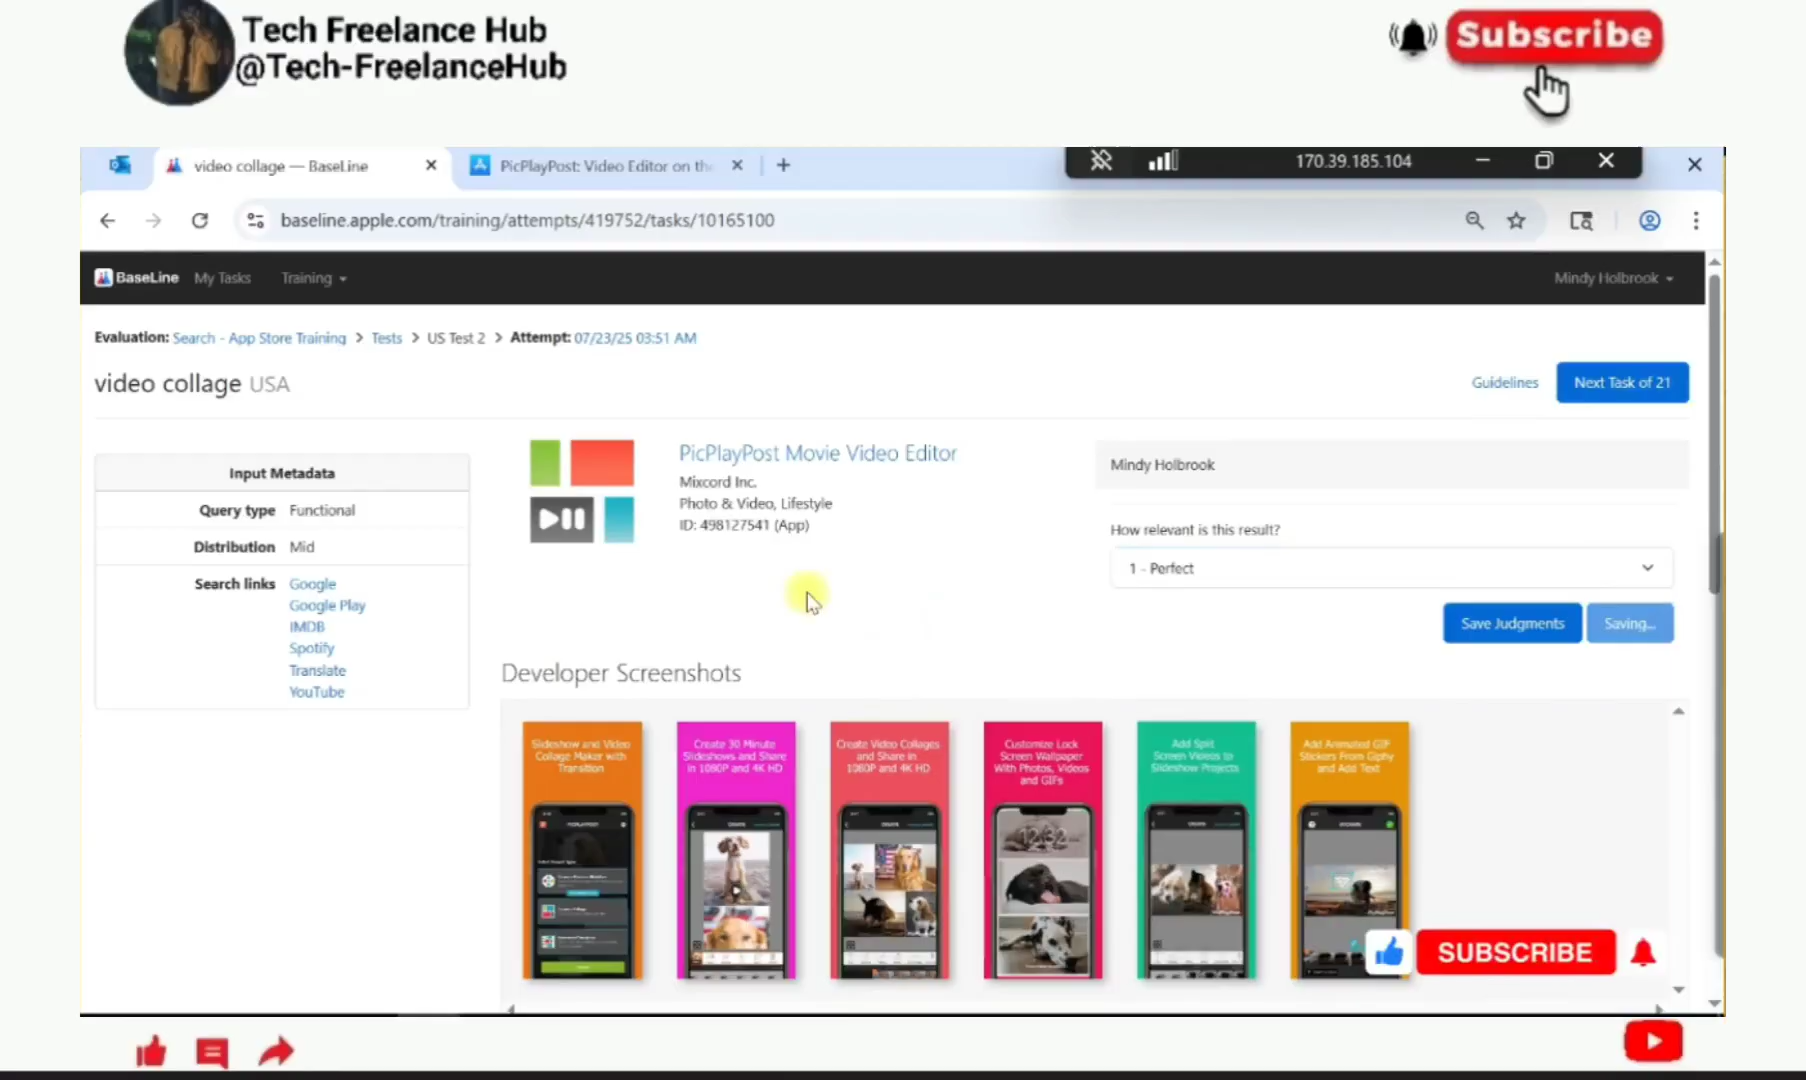 Tech Freelance Hub
@Tech-FreelanceHub
Subscribe
video collage — BaseLine
PicPlayPost: Video Editor on the
170.39.185.104
baseline.apple.com/training/attempts/419752/tasks/10165100
BaseLine
My Tasks
Training
Mindy Holbrook
Evaluation: Search - App Store Training > Tests > US Test 2 > Attempt: 07/23/25 03:51 AM
video collage USA
Guidelines
Next Task of 21
Input Metadata
Query type Functional
Distribution Mid
Search links Google
Google Play
IMDB
Spotify
Translate
YouTube
PicPlayPost Movie Video Editor
Mixcord Inc.
Photo & Video, Lifestyle
ID: 498127541 (App)
Mindy Holbrook
How relevant is this result?
1 - Perfect
Save Judgments
Saving...
Developer Screenshots
Slideshow and Video
Collage Maker with
Transition
Create 30 Minute
Slideshows and Share
in 1080P and 4K HD
Create Video Collages
and Share in
1080P and 4K HD
Customize Lock
Screen Wallpaper
With Photos, Videos
and GIFs
Add Split
Screen Videos to
Slideshow Projects
Add Animated GIF
Stickers From Giphy
and Add Text
SUBSCRIBE